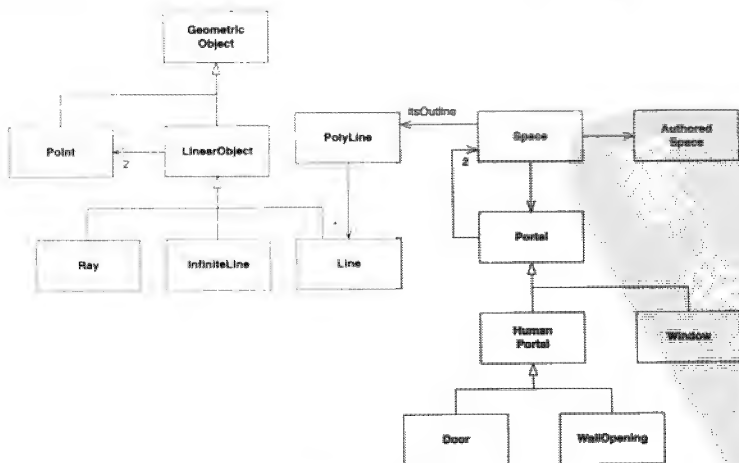 Geometric
Object
itsOutline
Point
2
LinearObject
PolyLine
Space
Authored
Space
2
*
Ray
InfiniteLine
Line
Portal
Human
Portal
Window
Door
WallOpening